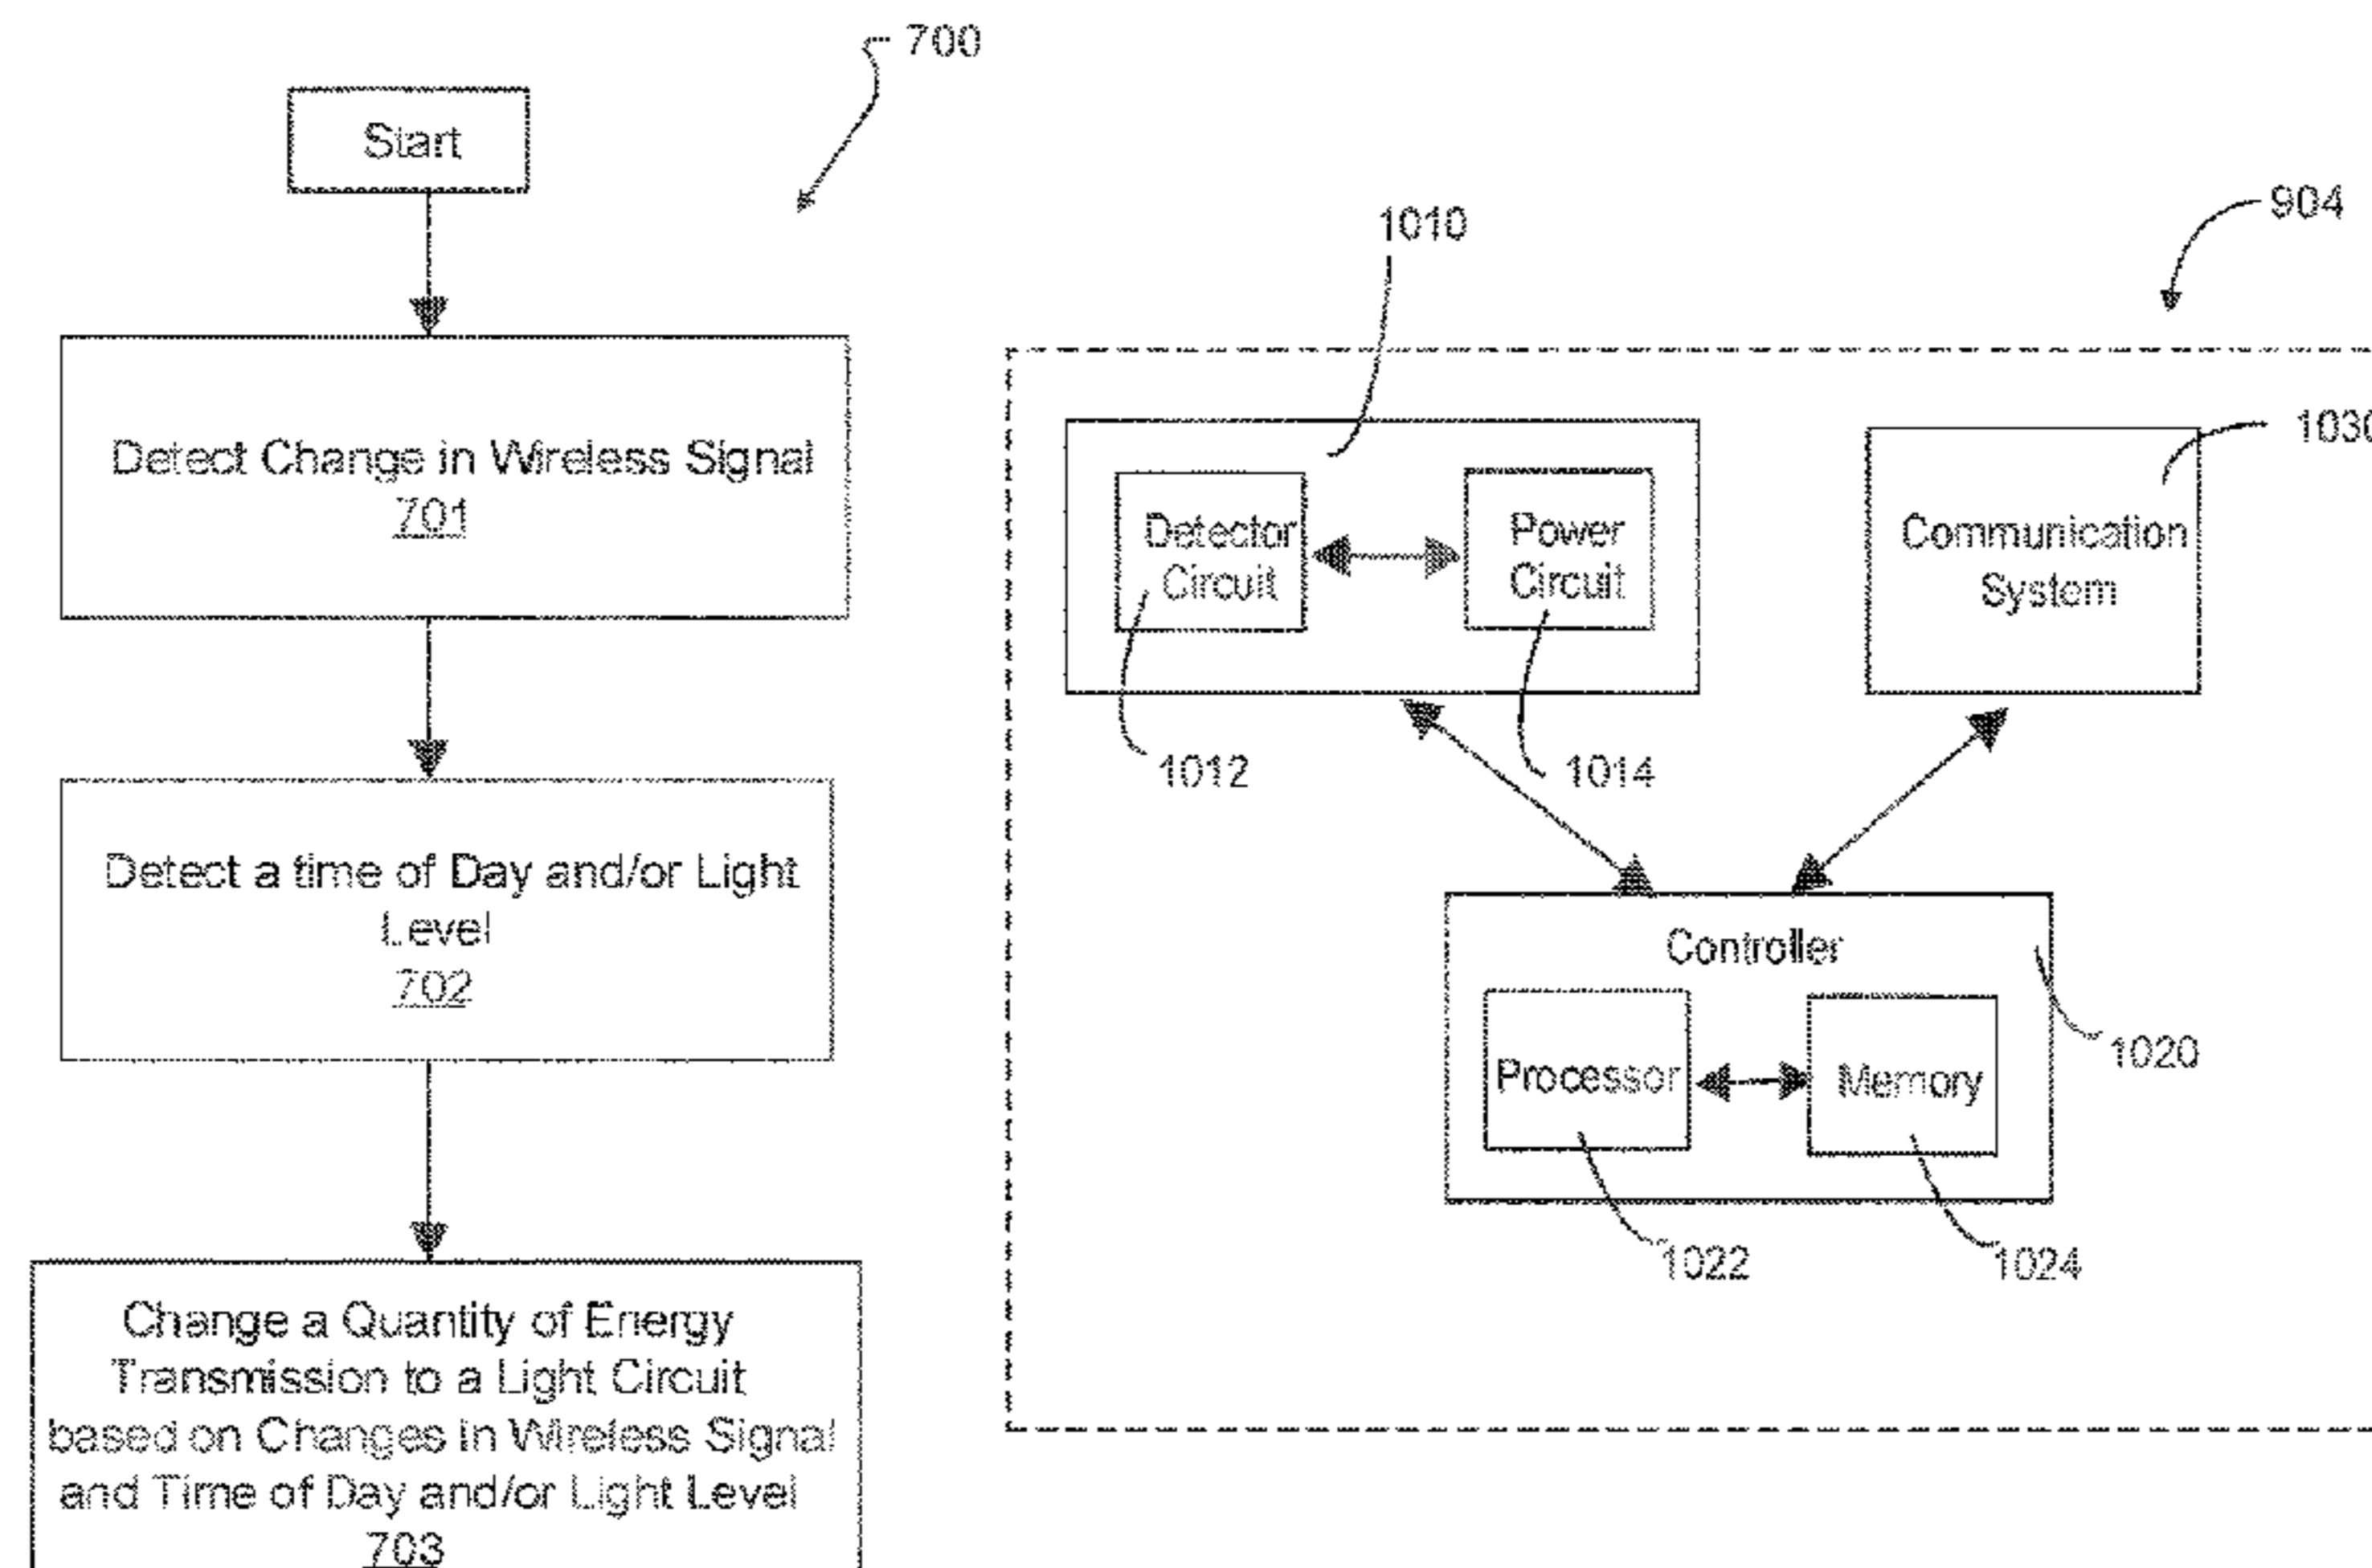 700
Start
Detect Change in Wireless Signal
701
Detect a time of Day and/or Light
Level
702
Change a Quantity of Energy
Transmission to a Light Circuit
based on Changes in Wireless Signal
and Time of Day and/or Light Level
703
904
1010
1030
Detector
Circuit
Power
Circuit
Communication
System
1012
1014
Controller
Processor
Memory
1020
1022
1024